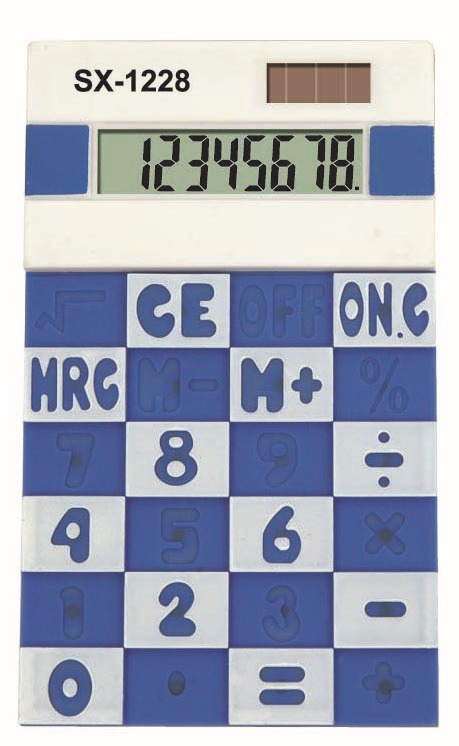 SX-1228
12345678.
√ CE OFF ON.C
MRC M- M+ %
7 8 9 ÷
4 5 6 ×
1 2 3 -
0 . = +